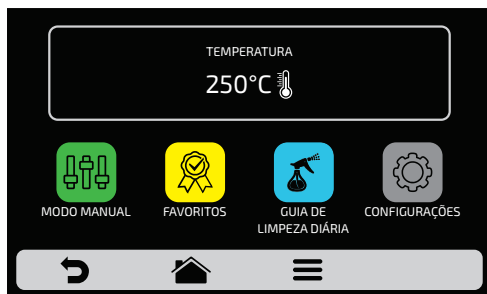 TEMPERATURA
250°C
MODO MANUAL
FAVORITOS
GUIA DE
LIMPEZA DIÁRIA
CONFIGURAÇÕES